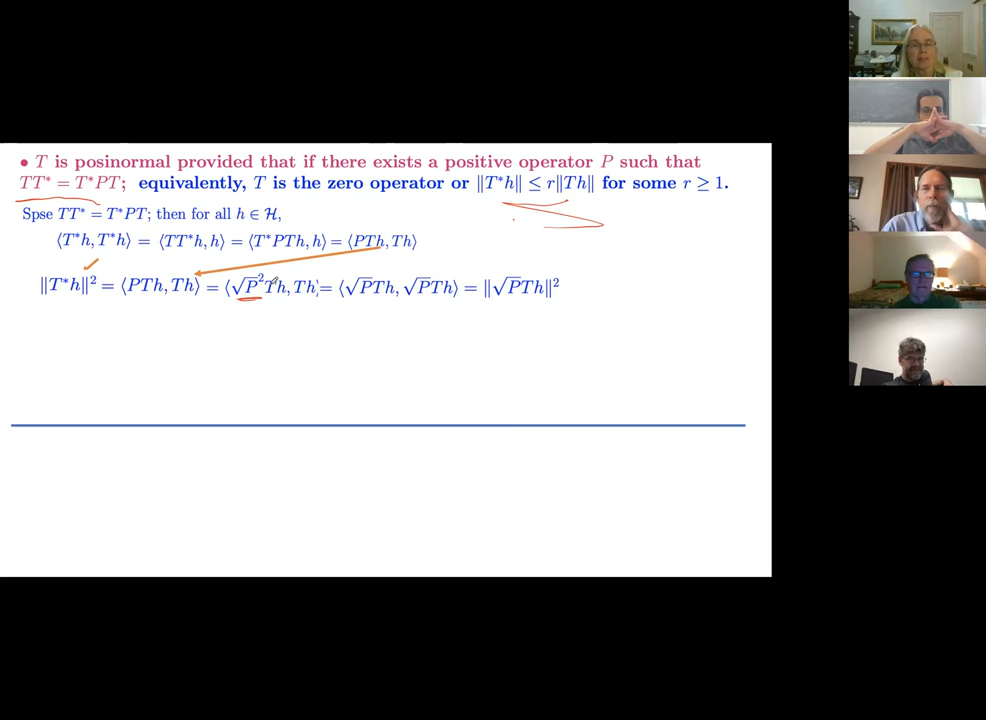 • T is posinormal provided that if there exists a positive operator P such that
TT* = T*PT; equivalently, T is the zero operator or ‖T*h‖ ≤ r‖Th‖ for some r ≥ 1.
Spse TT* = T*PT; then for all h ∈ ℋ,
⟨T*h, T*h⟩ = ⟨TT*h, h⟩ = ⟨T*PTh, h⟩ = ⟨PTh, Th⟩
‖T*h‖² = ⟨PTh, Th⟩ = ⟨√P²Th, Th⟩ = ⟨√PTh, √PTh⟩ = ‖√PTh‖²